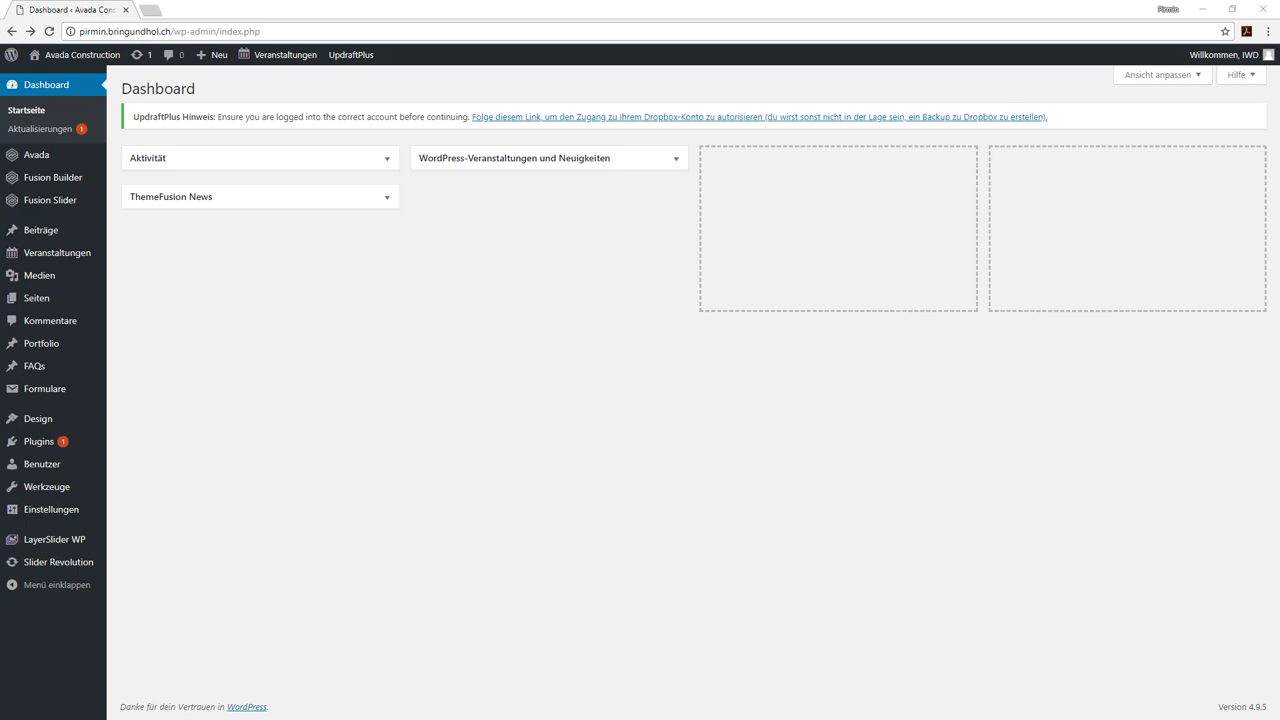 Dashboard ‹ Avada Cons
Pirmin
pirmin.bringundhol.ch/wp-admin/index.php
Avada Construction 1 0 Neu Veranstaltungen UpdraftPlus Willkommen, IWD
Dashboard
Startseite
Aktualisierungen 1
Avada
Fusion Builder
Fusion Slider
Beiträge
Veranstaltungen
Medien
Seiten
Kommentare
Portfolio
FAQs
Formulare
Design
Plugins 1
Benutzer
Werkzeuge
Einstellungen
LayerSlider WP
Slider Revolution
Menü einklappen
Ansicht anpassen Hilfe
Dashboard
UpdraftPlus Hinweis: Ensure you are logged into the correct account before continuing. Folge diesem Link, um den Zugang zu Ihrem Dropbox-Konto zu autorisieren (du wirst sonst nicht in der Lage sein, ein Backup zu Dropbox zu erstellen).
Aktivität
WordPress-Veranstaltungen und Neuigkeiten
ThemeFusion News
Danke für dein Vertrauen in WordPress.
Version 4.9.5